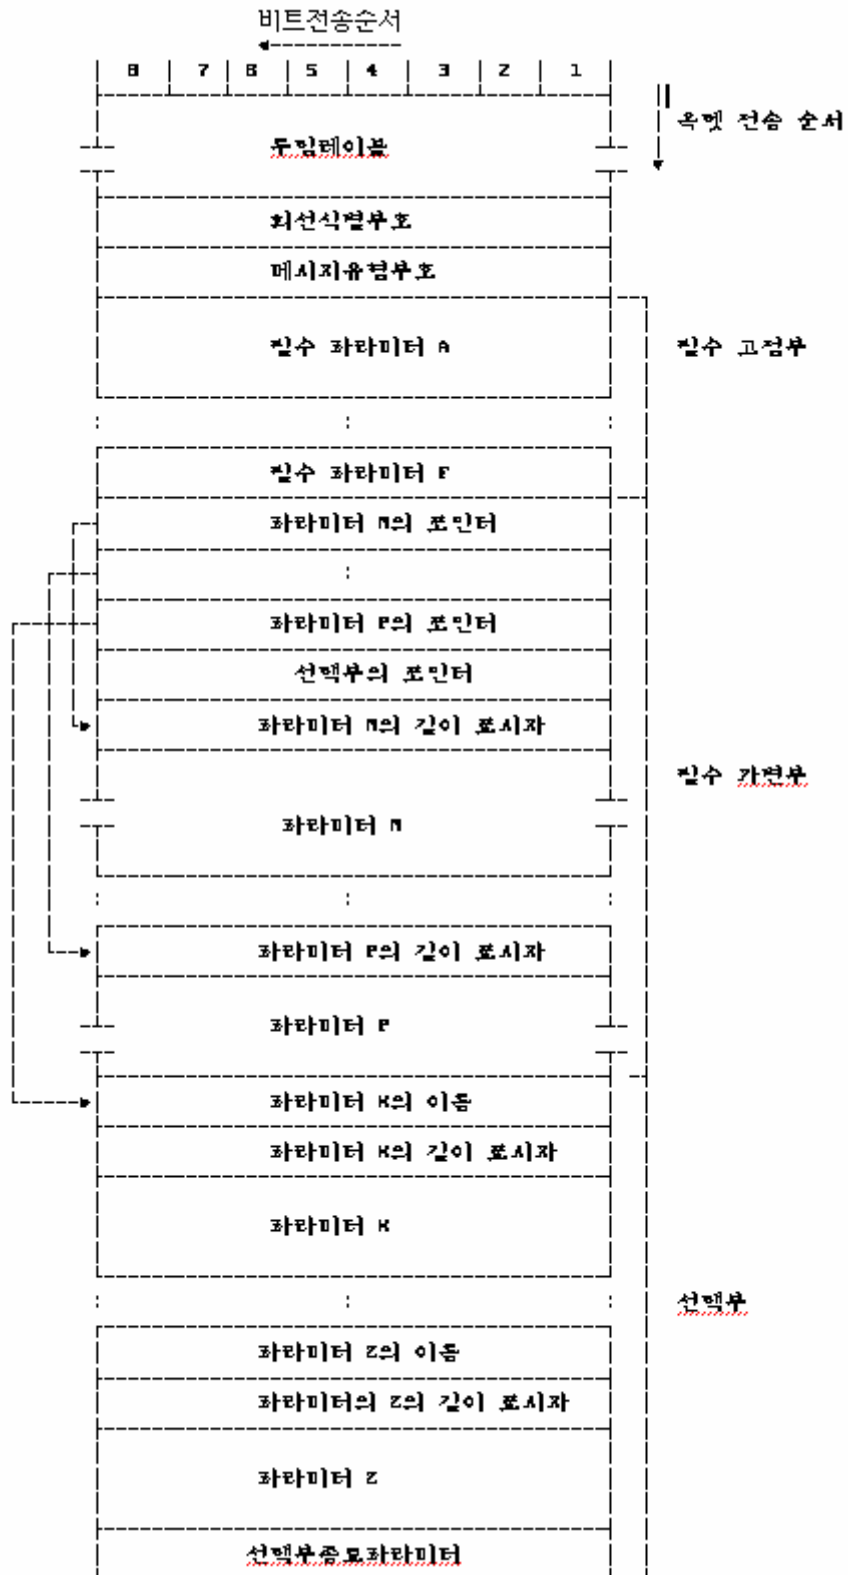 비트전송순서
8 7 6 5 4 3 2 1
옥텟 전송 순서
루팅레이블
회선식별부호
메시지유형부호
필수 파라미터 A
필수 고정부
:
필수 파라미터 F
파라미터 M의 포인터
:
파라미터 P의 포인터
선택부의 포인터
파라미터 M의 길이 표시자
필수 가변부
파라미터 M
:
파라미터 P의 길이 표시자
파라미터 P
파라미터 X의 이름
파라미터 X의 길이 표시자
파라미터 X
:
선택부
파라미터 Z의 이름
파라미터의 Z의 길이 표시자
파라미터 Z
선택부종료파라미터